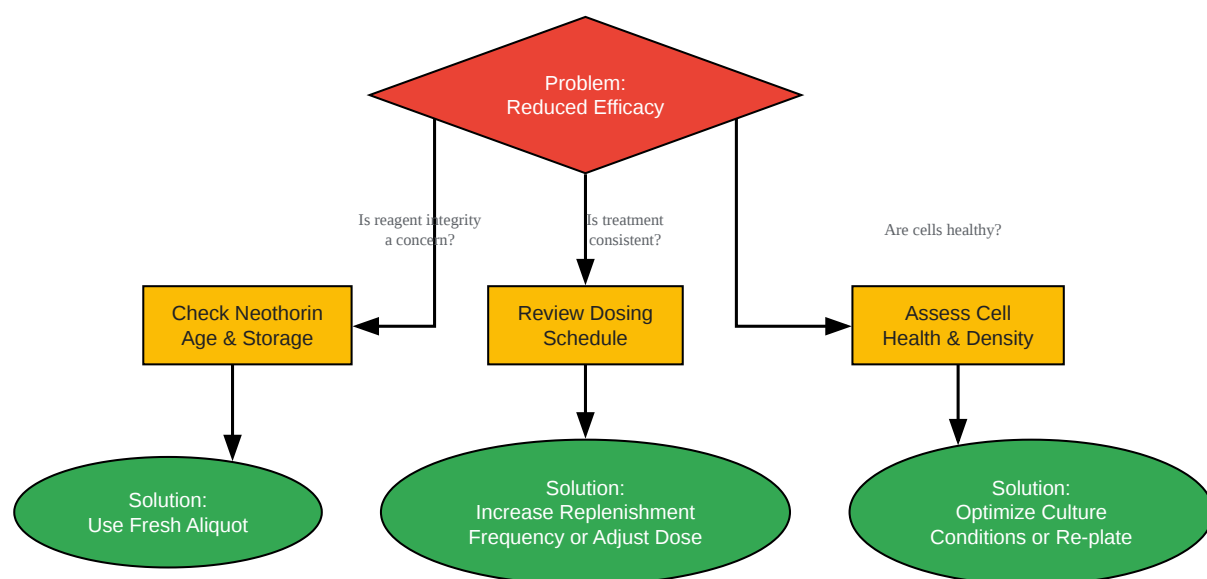 Problem:
Reduced Efficacy
Is reagent integrity
a concern?
Is treatment
consistent?
Are cells healthy?
Check Neothorin
Age & Storage
Review Dosing
Schedule
Assess Cell
Health & Density
Solution:
Use Fresh Aliquot
Solution:
Increase Replenishment
Frequency or Adjust Dose
Solution:
Optimize Culture
Conditions or Re-plate